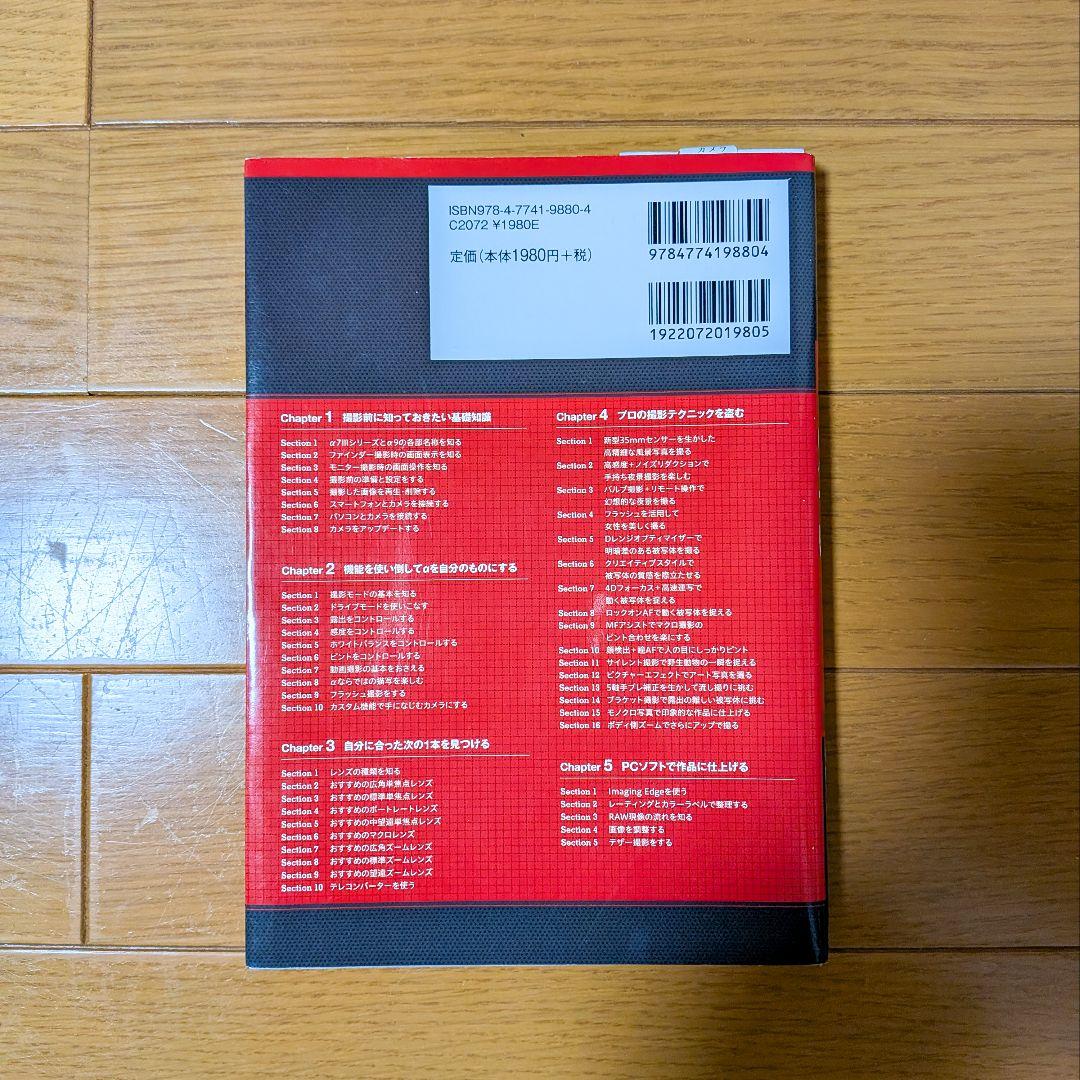 カメラ
ISBN978-4-7741-9880-4
C2072 ¥1980E
定価(本体1980円+税)
9784774198804
1922072019805
Chapter 1 撮影前に知っておきたい基礎知識
Section 1 α7Ⅲシリーズとα9の各部名称を知る
Section 2 ファインダー撮影時の画面表示を知る
Section 3 モニター撮影時の画面操作を知る
Section 4 撮影前の準備と設定をする
Section 5 撮影した画像を再生・削除する
Section 6 スマートフォンとカメラを接続する
Section 7 パソコンとカメラを接続する
Section 8 カメラをアップデートする
Chapter 2 機能を使い倒してαを自分のものにする
Section 1 撮影モードの基本を知る
Section 2 ドライブモードを使いこなす
Section 3 露出をコントロールする
Section 4 感度をコントロールする
Section 5 ホワイトバランスをコントロールする
Section 6 ピントをコントロールする
Section 7 動画撮影の基本をおさえる
Section 8 αならではの描写を楽しむ
Section 9 フラッシュ撮影をする
Section 10 カスタム機能で手になじむカメラにする
Chapter 3 自分に合った次の1本を見つける
Section 1 レンズの種類を知る
Section 2 おすすめの広角単焦点レンズ
Section 3 おすすめの標準単焦点レンズ
Section 4 おすすめのポートレートレンズ
Section 5 おすすめの中望遠単焦点レンズ
Section 6 おすすめのマクロレンズ
Section 7 おすすめの広角ズームレンズ
Section 8 おすすめの標準ズームレンズ
Section 9 おすすめの望遠ズームレンズ
Section 10 テレコンバーターを使う
Chapter 4 プロの撮影テクニックを盗む
Section 1 新型35mmセンサーを生かした
高精細な風景写真を撮る
Section 2 高感度+ノイズリダクションで
手持ち夜景撮影を楽しむ
Section 3 バルブ撮影+リモート操作で
幻想的な夜景を撮る
Section 4 フラッシュを活用して
女性を美しく撮る
Section 5 Dレンジオプティマイザーで
明暗差のある被写体を撮る
Section 6 クリエイティブスタイルで
被写体の質感を際立たせる
Section 7 4Dフォーカス+高速連写で
動く被写体を捉える
Section 8 ロックオンAFで動く被写体を捉える
Section 9 MFアシストでマクロ撮影の
ピント合わせを楽にする
Section 10 顔検出+瞳AFで人の目にしっかりピント
Section 11 サイレント撮影で野生動物の一瞬を捉える
Section 12 ピクチャーエフェクトでアート写真を撮る
Section 13 5軸手ブレ補正を生かして流し撮りに挑む
Section 14 ブラケット撮影で露出の難しい被写体に挑む
Section 15 モノクロ写真で印象的な作品に仕上げる
Section 16 ボディ側ズームでさらにアップで撮る
Chapter 5 PCソフトで作品に仕上げる
Section 1 Imaging Edgeを使う
Section 2 レーティングとカラーラベルで整理する
Section 3 RAW現像の流れを知る
Section 4 画像を調整する
Section 5 テザー撮影をする